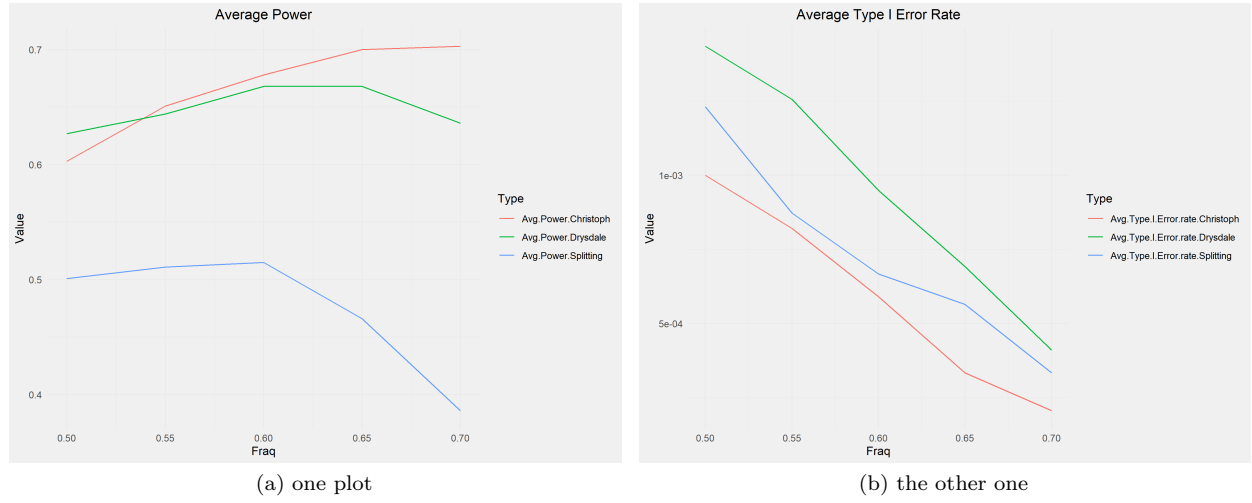 Average Power
0.7
0.6
0.5
0.4
Value
0.50 0.55 0.60 0.65 0.70
Fraq
Type
Avg.Power.Christoph
Avg.Power.Drysdale
Avg.Power.Splitting
(a) one plot
Average Type I Error Rate
1e-03
5e-04
Value
0.50 0.55 0.60 0.65 0.70
Fraq
Type
Avg.Type.I.Error.rate.Christoph
Avg.Type.I.Error.rate.Drysdale
Avg.Type.I.Error.rate.Splitting
(b) the other one